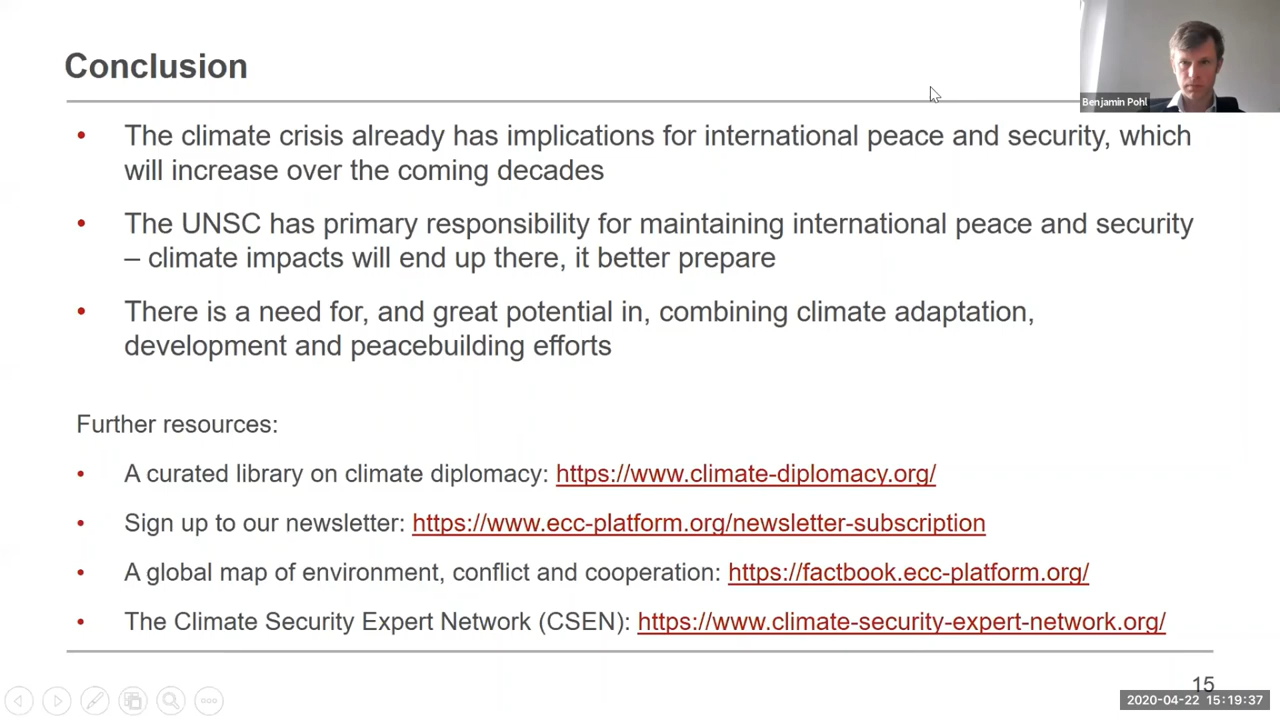 Conclusion
Benjamin Pohl
• The climate crisis already has implications for international peace and security, which
will increase over the coming decades
• The UNSC has primary responsibility for maintaining international peace and security
– climate impacts will end up there, it better prepare
• There is a need for, and great potential in, combining climate adaptation,
development and peacebuilding efforts
Further resources:
• A curated library on climate diplomacy: https://www.climate-diplomacy.org/
• Sign up to our newsletter: https://www.ecc-platform.org/newsletter-subscription
• A global map of environment, conflict and cooperation: https://factbook.ecc-platform.org/
• The Climate Security Expert Network (CSEN): https://www.climate-security-expert-network.org/
15
2020-04-22 15:19:37